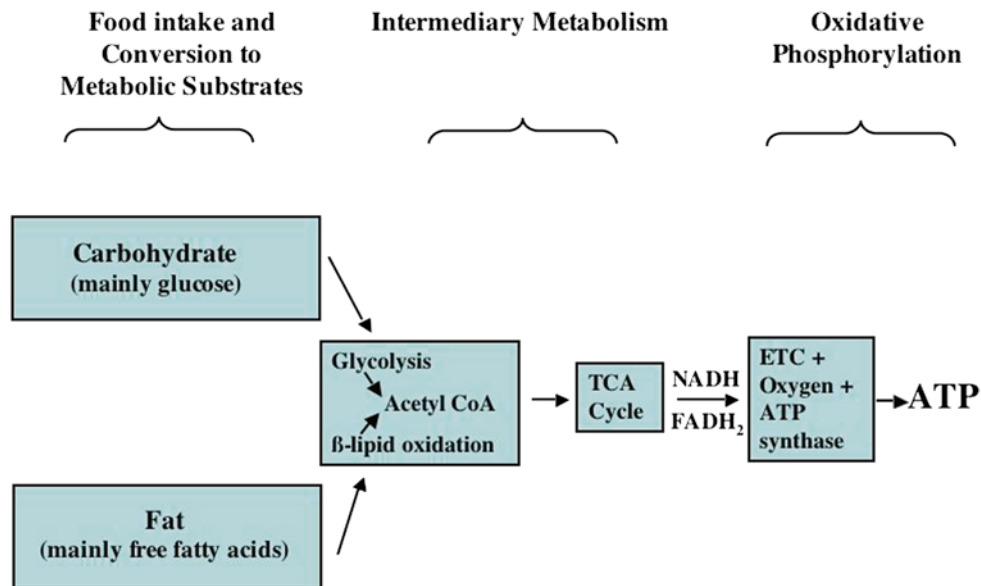 Food intake and
Conversion to
Metabolic Substrates
Intermediary Metabolism
Oxidative
Phosphorylation
Carbohydrate
(mainly glucose)
Glycolysis
Acetyl CoA
ß-lipid oxidation
TCA
Cycle
NADH
FADH₂
ETC +
Oxygen +
ATP
synthase
ATP
Fat
(mainly free fatty acids)